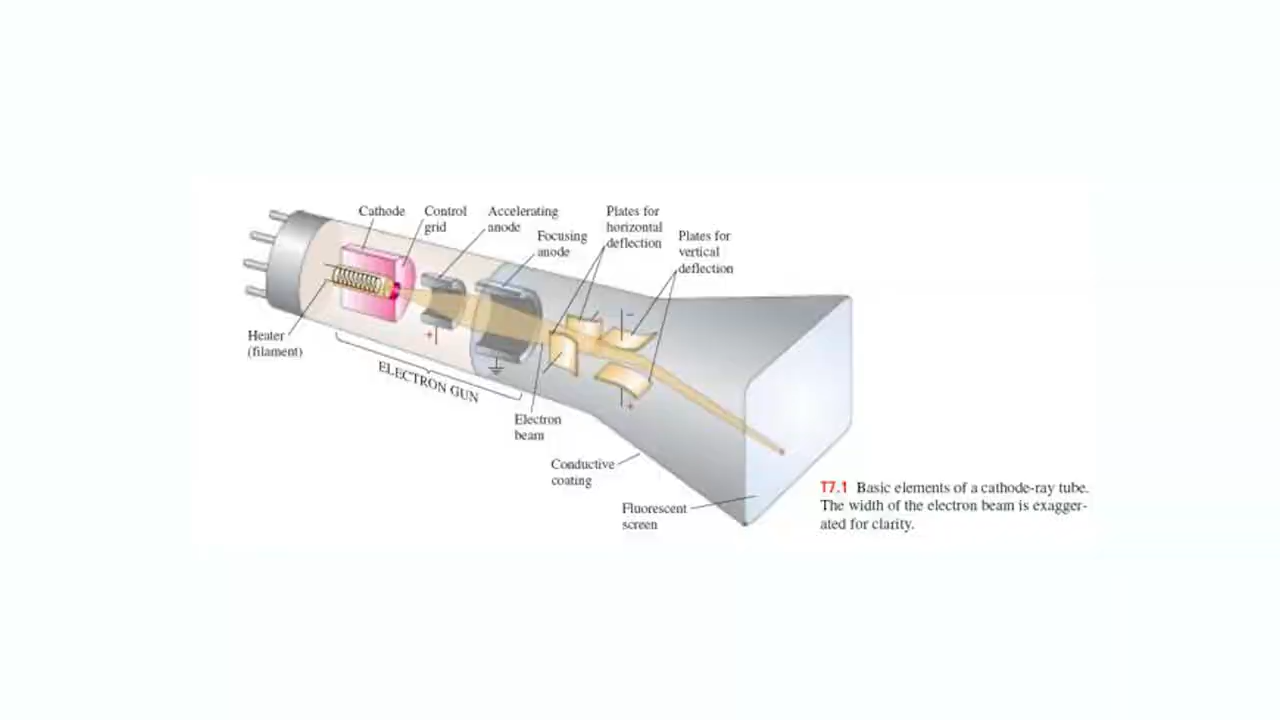 Cathode
Control
grid
Accelerating
anode
Focusing
anode
Plates for
horizontal
deflection
Plates for
vertical
deflection
−
+
Heater
(filament)
ELECTRON GUN
+
Electron
beam
Conductive
coating
Fluorescent
screen
T7.1 Basic elements of a cathode-ray tube.
The width of the electron beam is exagger-
ated for clarity.